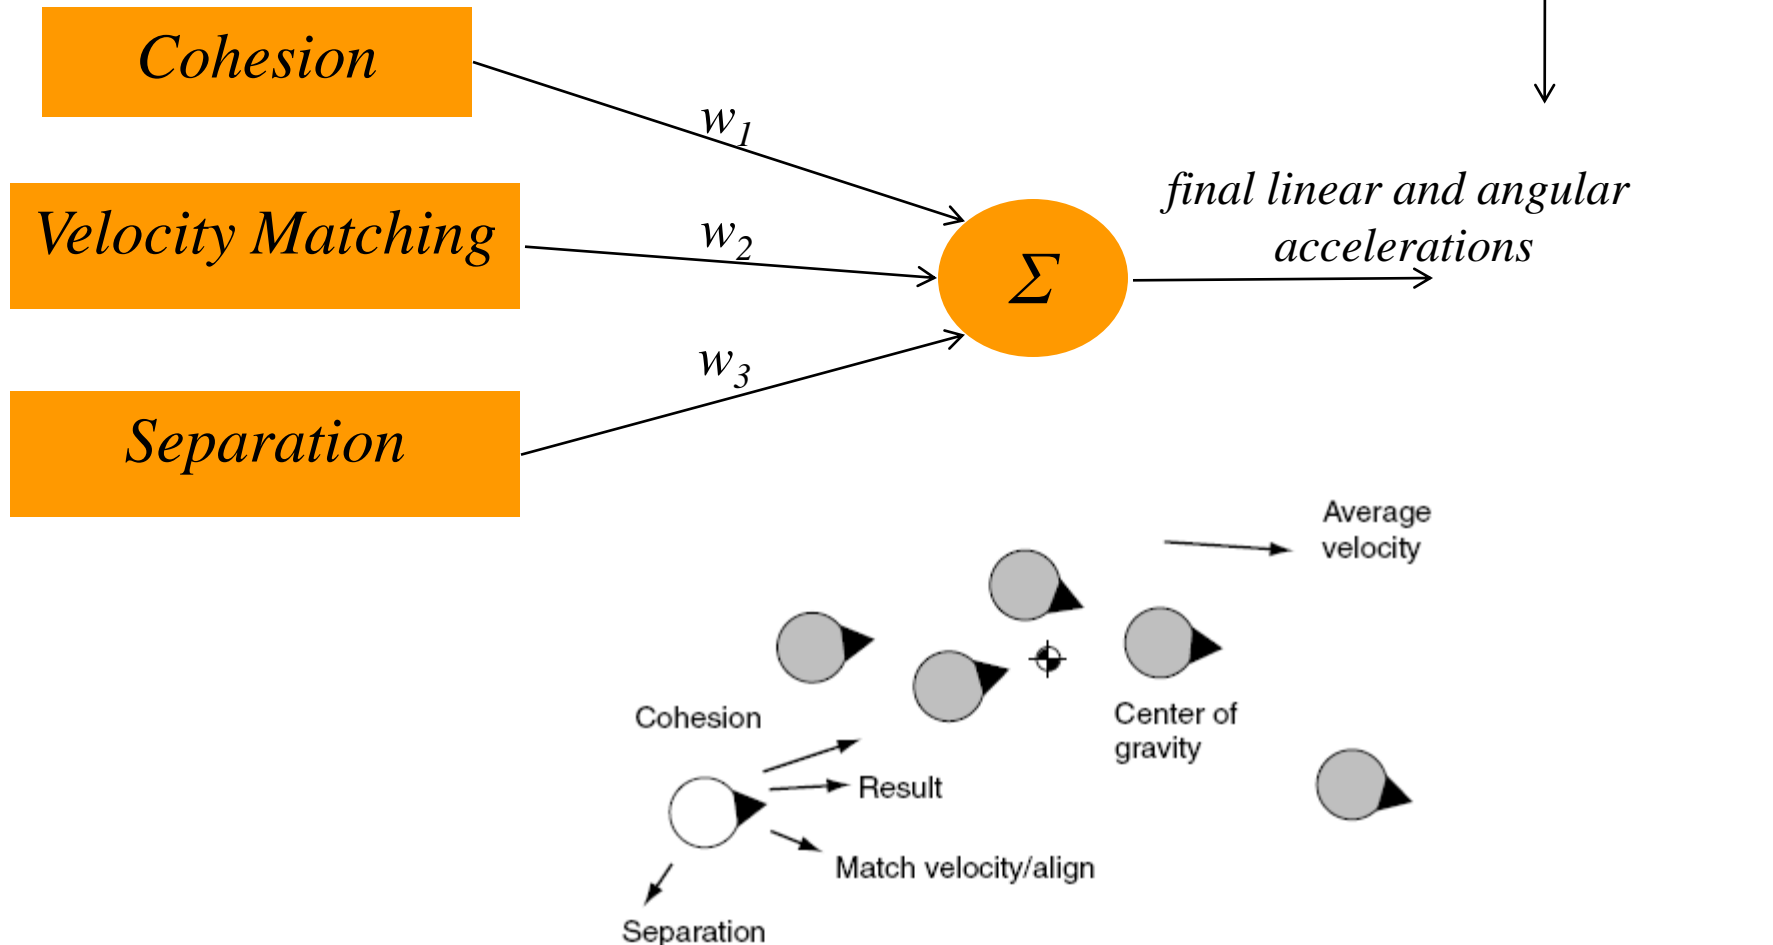 Cohesion
w1
final linear and angular
accelerations
Velocity Matching
w2
Σ
w3
Separation
Average
velocity
Cohesion
Center of
gravity
Result
Match velocity/align
Separation